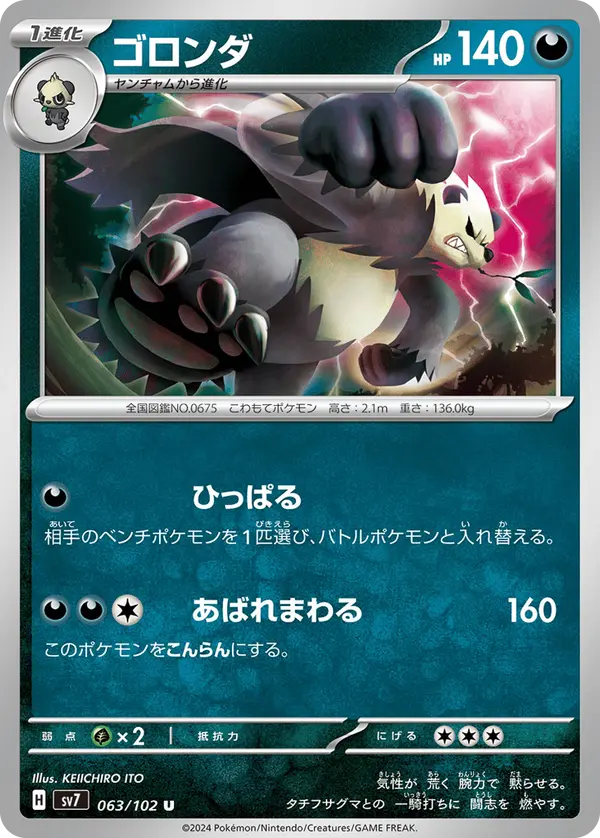 1進化
ゴロンダ
HP 140
ヤンチャムから進化
全国図鑑NO.0675 こわもてポケモン 高さ:2.1m 重さ:136.0kg
ひっぱる
相手のベンチポケモンを1匹選び、バトルポケモンと入れ替える。
あばれまわる 160
このポケモンをこんらんにする。
弱点 ×2 抵抗力 にげる
Illus. KEIICHIRO ITO
H sv7 063/102 U
気性が 荒く 腕力で 黙らせる。
タチフサグマとの 一騎打ちに 闘志を 燃やす。
©2024 Pokémon/Nintendo/Creatures/GAME FREAK.